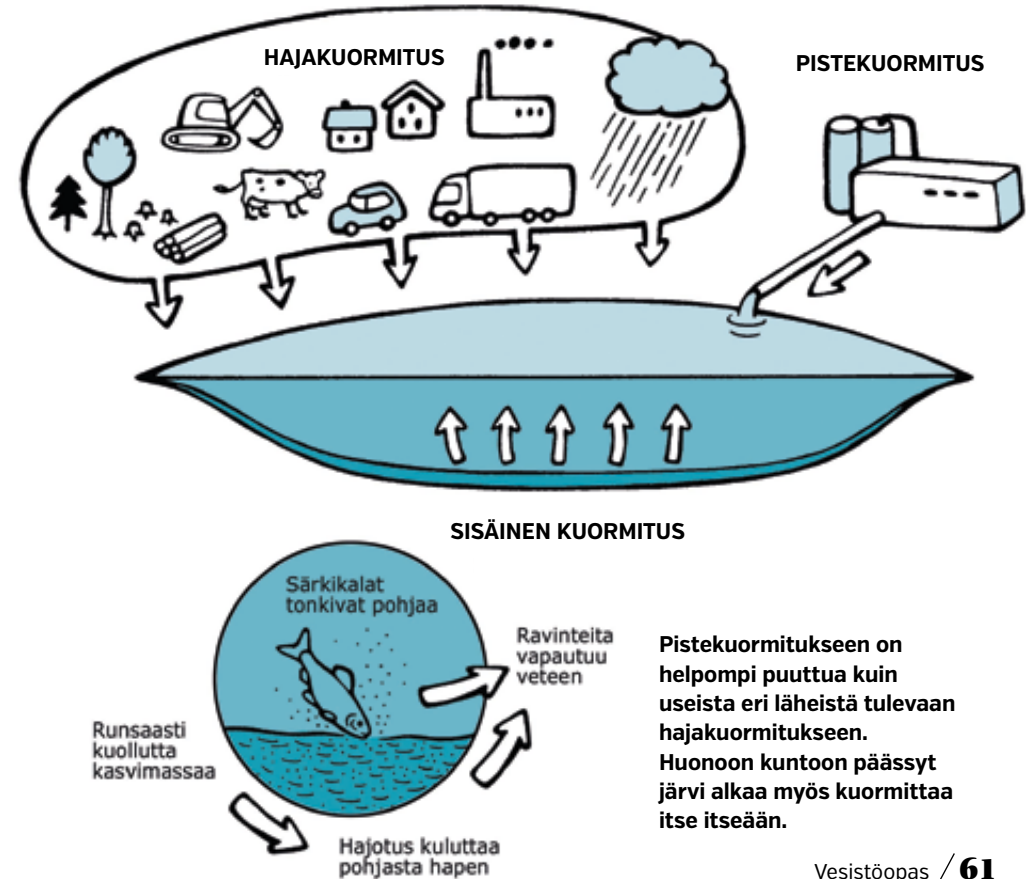 HAJAKUORMITUS
PISTEKUORMITUS
SISÄINEN KUORMITUS
Särkikalat
tonkivat pohjaa
Ravinteita
vapautuu
veteen
Runsaasti
kuollutta
kasvimassaa
Hajotus kuluttaa
pohjasta hapen
Pistekuormitukseen on
helpompi puuttua kuin
useista eri läheistä tulevaan
hajakuormitukseen.
Huonoon kuntoon päässyt
järvi alkaa myös kuormittaa
itse itseään.
Vesistöopas / 61